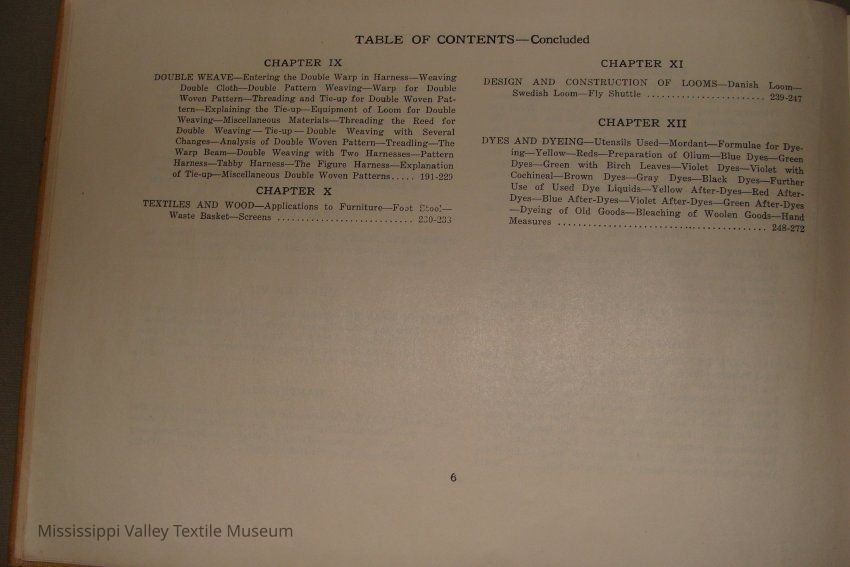 TABLE OF CONTENTS—Concluded
CHAPTER IX
DOUBLE WEAVE—Entering the Double Warp in Harness—Weaving
Double Cloth—Double Pattern Weaving—Warp for Double
Woven Pattern—Threading and Tie-up for Double Woven Pat-
tern—Explaining the Tie-up—Equipment of Loom for Double
Weaving—Miscellaneous Materials—Threading the Reed for
Double Weaving—Tie-up—Double Weaving with Several
Changes—Analysis of Double Woven Pattern—Treadling—The
Warp Beam—Double Weaving with Two Harnesses—Pattern
Harness—Tabby Harness—The Figure Harness—Explanation
of Tie-up—Miscellaneous Double Woven Patterns..... 191-229
CHAPTER X
TEXTILES AND WOOD—Applications to Furniture—Foot Stool—
Waste Basket—Screens ........................... 230-238
CHAPTER XI
DESIGN AND CONSTRUCTION OF LOOMS—Danish Loom—
Swedish Loom—Fly Shuttle ........................ 239-247
CHAPTER XII
DYES AND DYEING—Utensils Used—Mordant—Formulae for Dye-
ing—Yellow—Reds—Preparation of Olium—Blue Dyes—Green
Dyes—Green with Birch Leaves—Violet Dyes—Violet with
Cochineal—Brown Dyes—Gray Dyes—Black Dyes—Further
Use of Used Dye Liquids—Yellow After-Dyes—Red After-
Dyes—Blue After-Dyes—Violet After-Dyes—Green After-Dyes
—Dyeing of Old Goods—Bleaching of Woolen Goods—Hand
Measures ........................................ 248-272
6
Mississippi Valley Textile Museum